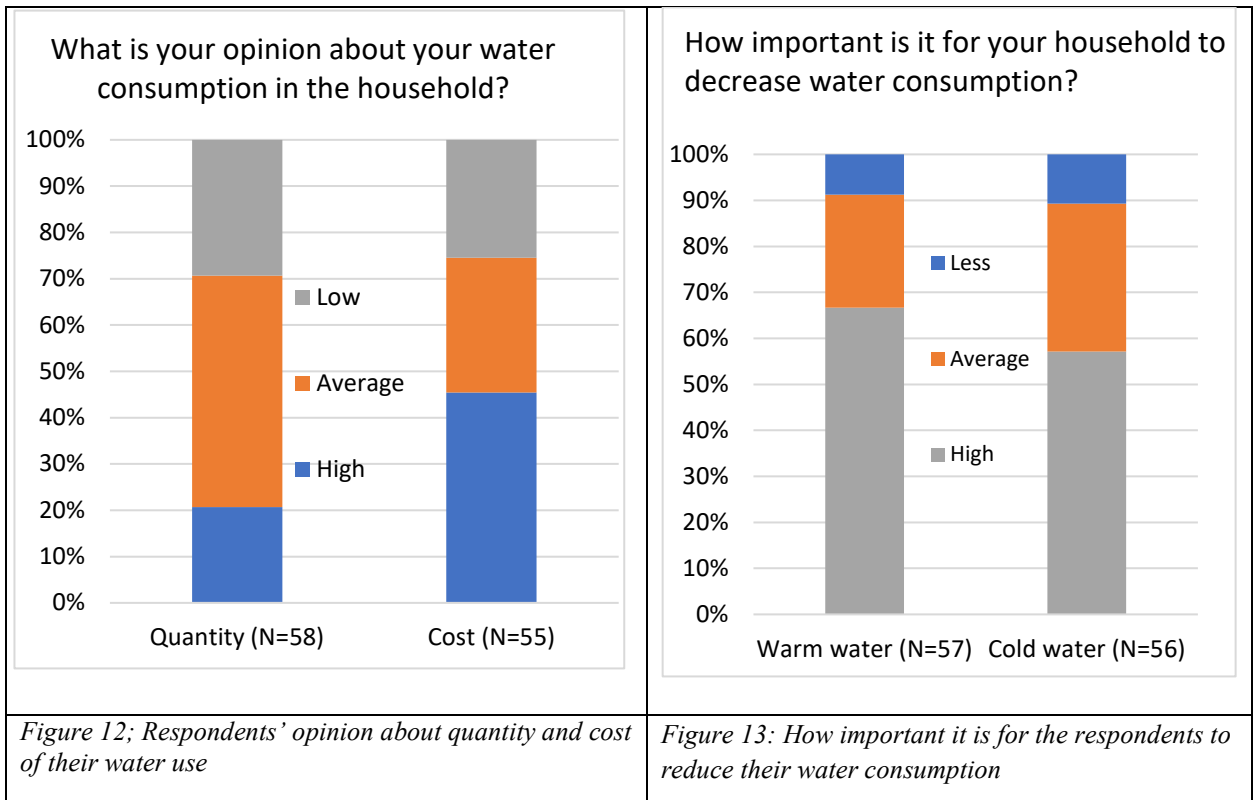 What is your opinion about your water
consumption in the household?
100%
90%
80%
70%
60%
50%
40%
30%
20%
10%
0%
Low
Average
High
Quantity (N=58) Cost (N=55)
How important is it for your household to
decrease water consumption?
100%
90%
80%
70%
60%
50%
40%
30%
20%
10%
0%
Less
Average
High
Warm water (N=57) Cold water (N=56)
Figure 12; Respondents’ opinion about quantity and cost
of their water use
Figure 13: How important it is for the respondents to
reduce their water consumption